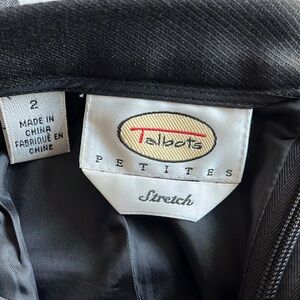 2
MADE IN
CHINA
FABRIQUÉ EN
CHINE
Talbots
PETITES
Stretch